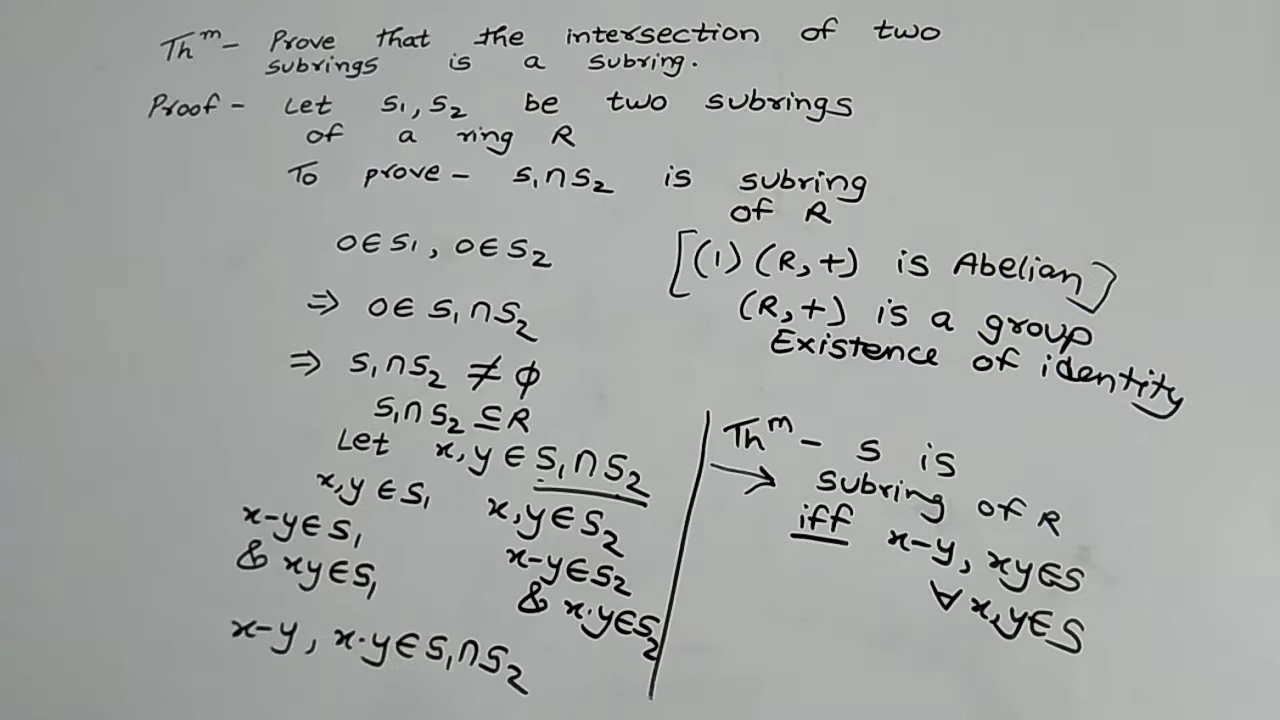 Thᵐ- Prove that the intersection of two
subrings is a subring.
Proof - Let S₁, S₂ be two subrings
of a ring R
To prove - S₁∩S₂ is subring
of R
0∈S₁, 0∈S₂
⇒ 0∈ S₁∩S₂
⇒ S₁∩S₂ ≠ ϕ
S₁∩S₂ ⊆R
Let x,y ∈ S₁∩S₂
x,y ∈S₁ x,y∈S₂
x-y∈S₁ x-y∈S₂
& xy∈S₁ & x·y∈S₂
x-y, x·y∈S₁∩S₂
[(1) (R,+) is Abelian]
(R,+) is a group
Existence of identity
Thᵐ- S is
→ subring of R
iff x-y, xy∈S
∀ x,y∈S